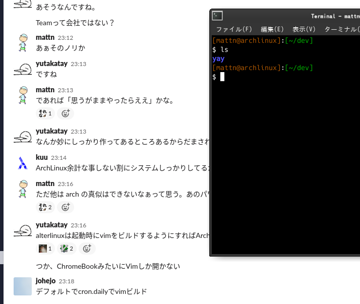 あそうなんですね。
Teamって会社ではない？
mattn 23:12
あぁそのノリか
yutakatay 23:13
ですね
mattn 23:13
であれば「思うがままやったらええ」かな。
1
yutakatay 23:13
なんか妙にしっかり作ってあるところあるからだまされ
kuu 23:14
ArchLinux余計な事しない割にシステムしっかりしてる
mattn 23:16
ただ他は arch の真似はできないなぁって思う。あの
2
yutakatay 23:16
alterlinuxは起動時にvimをビルドするようにすればArc
1 2
つか、ChromeBookみたいにVimしか開かない
johejo 23:18
デフォルトでcron.dailyでvimビルド
Terminal - mattn
ファイル(F) 編集(E) 表示(V) ターミナル(
[mattn@archlinux]:[~/dev]
$ ls
yay
[mattn@archlinux]:[~/dev]
$